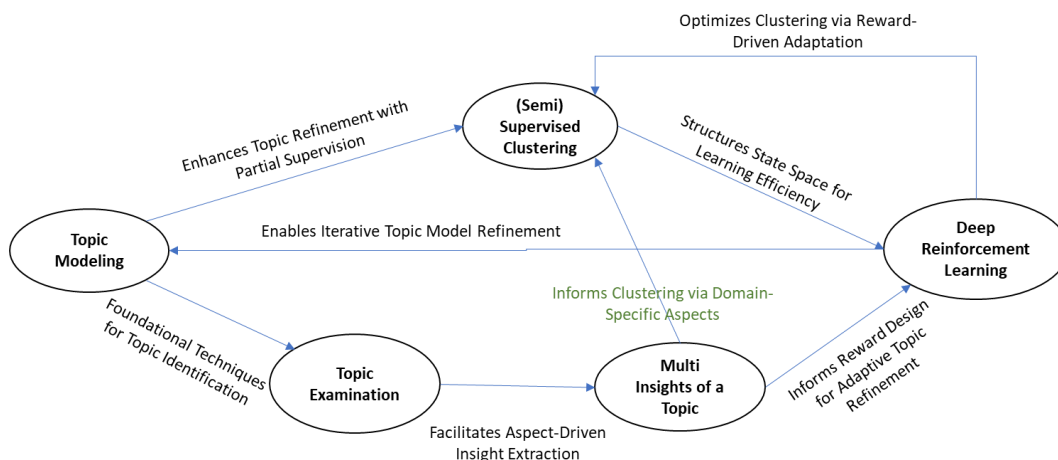 Optimizes Clustering via Reward-
Driven Adaptation
(Semi)
Supervised
Clustering
Enhances Topic Refinement with
Partial Supervision
Structures State Space for
Learning Efficiency
Topic
Modeling
Enables Iterative Topic Model Refinement
Deep
Reinforcement
Learning
Informs Clustering via Domain-
Specific Aspects
Foundational Techniques
for Topic Identification
Topic
Examination
Multi
Insights of a
Topic
Informs Reward Design
for Adaptive Topic
Refinement
Facilitates Aspect-Driven
Insight Extraction